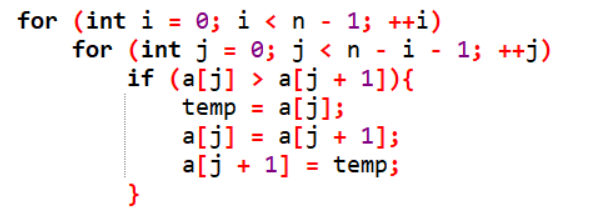 for (int i = 0; i < n - 1; ++i)
    for (int j = 0; j < n - i - 1; ++j)
        if (a[j] > a[j + 1]){
            temp = a[j];
            a[j] = a[j + 1];
            a[j + 1] = temp;
        }